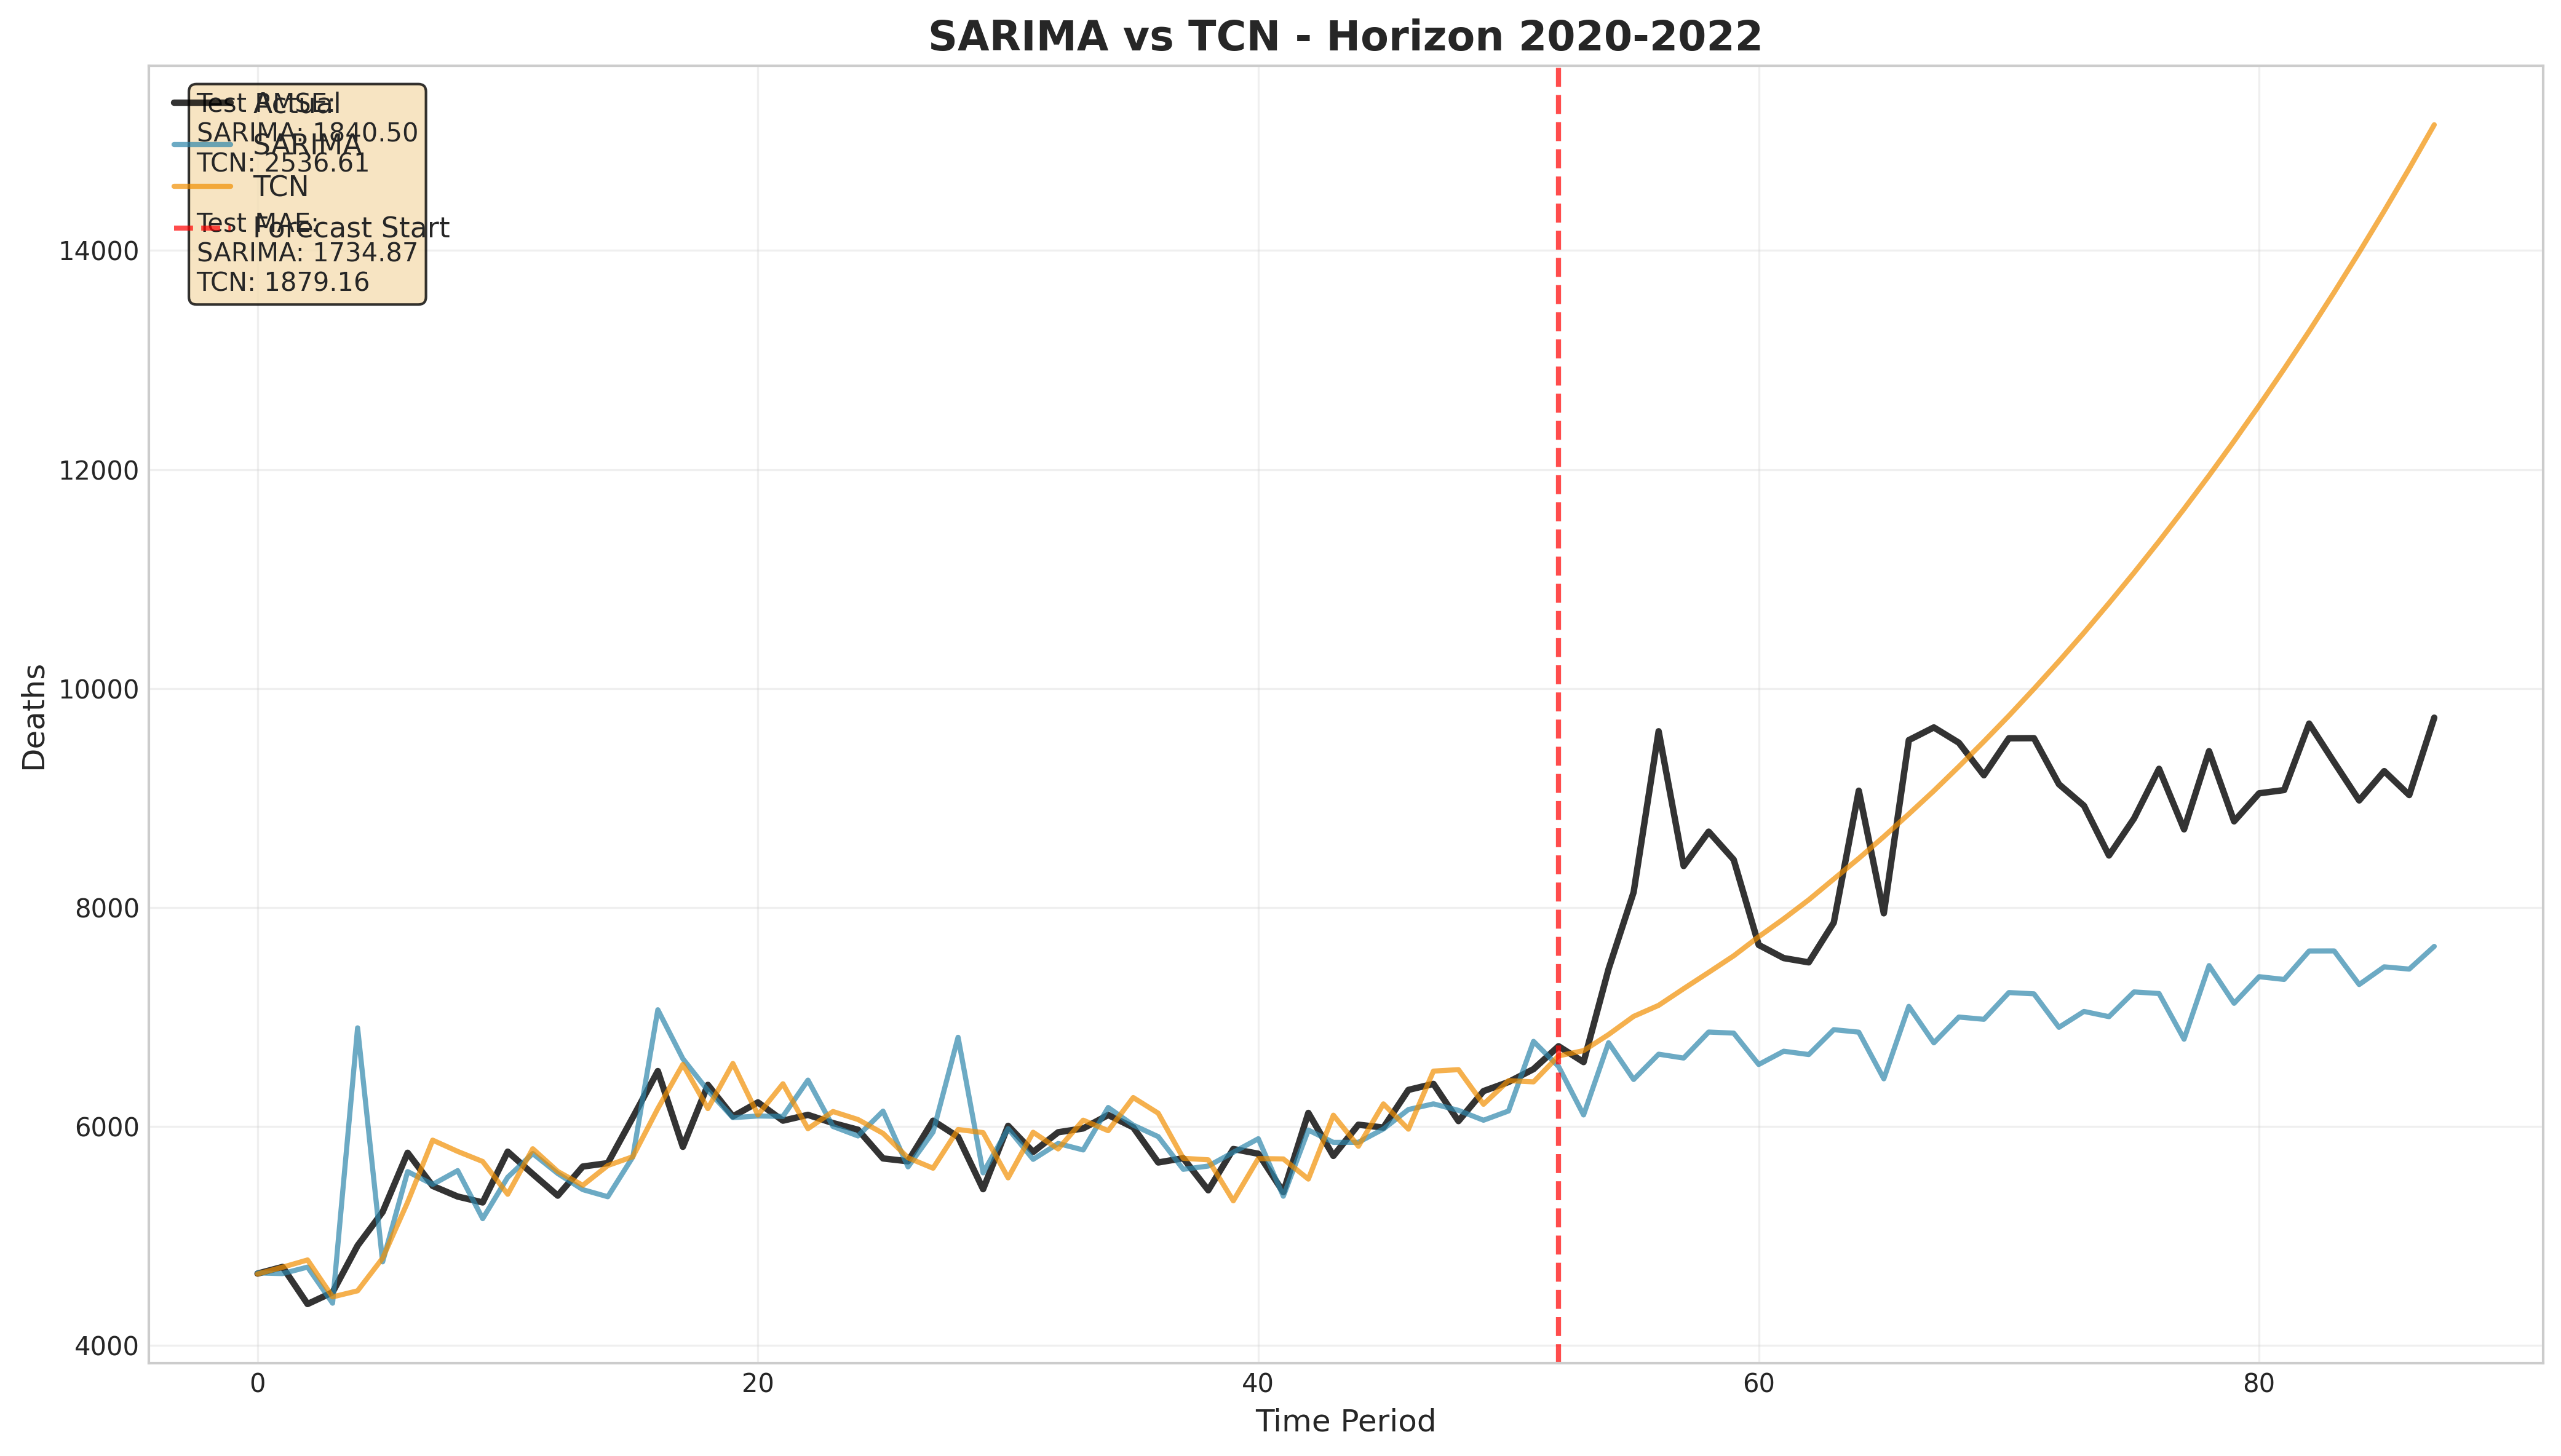 SARIMA vs TCN - Horizon 2020-2022
Actual
SARIMA
TCN
Forecast Start
Test RMSE:
SARIMA: 1840.50
TCN: 2536.61
Test MAE:
SARIMA: 1734.87
TCN: 1879.16
Deaths
14000
12000
10000
8000
6000
4000
0 20 40 60 80
Time Period